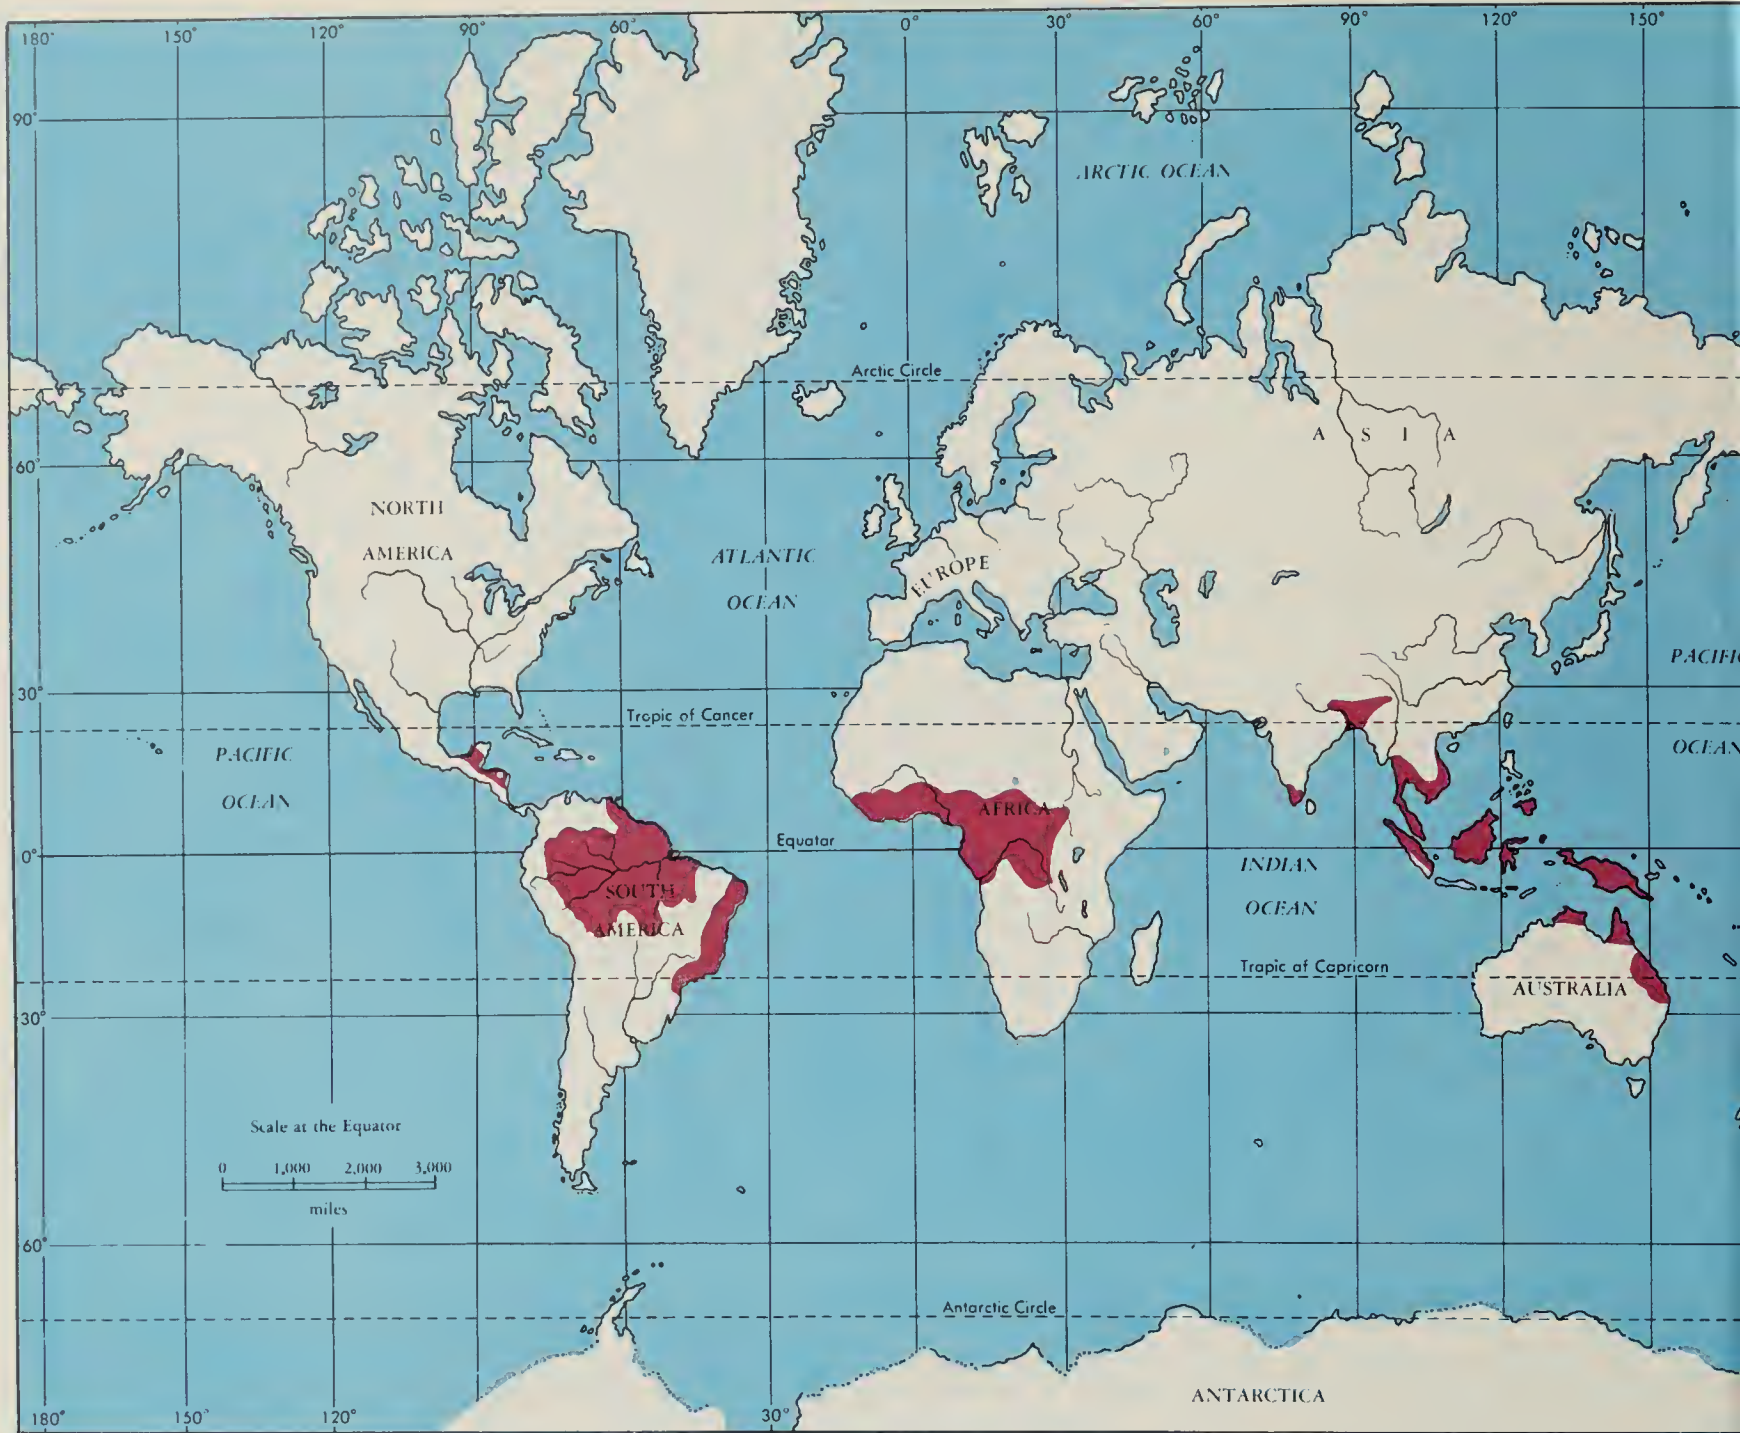 180° 150° 120° 90° 60° 0° 30° 60° 90° 120° 150°
90°
ARCTIC OCEAN
Arctic Circle
A S I A
60°
NORTH
AMERICA
ATLANTIC
OCEAN
EUROPE
PACIFIC
30°
Tropic of Cancer
PACIFIC
OCEAN
OCEAN
AFRICA
Equatar
0°
INDIAN
OCEAN
SOUTH
AMERICA
Trapic af Capricorn
AUSTRALIA
30°
Scale at the Equator
0 1,000 2,000 3,000
miles
60°
Antarctic Circle
ANTARCTICA
180° 150° 120° 30°